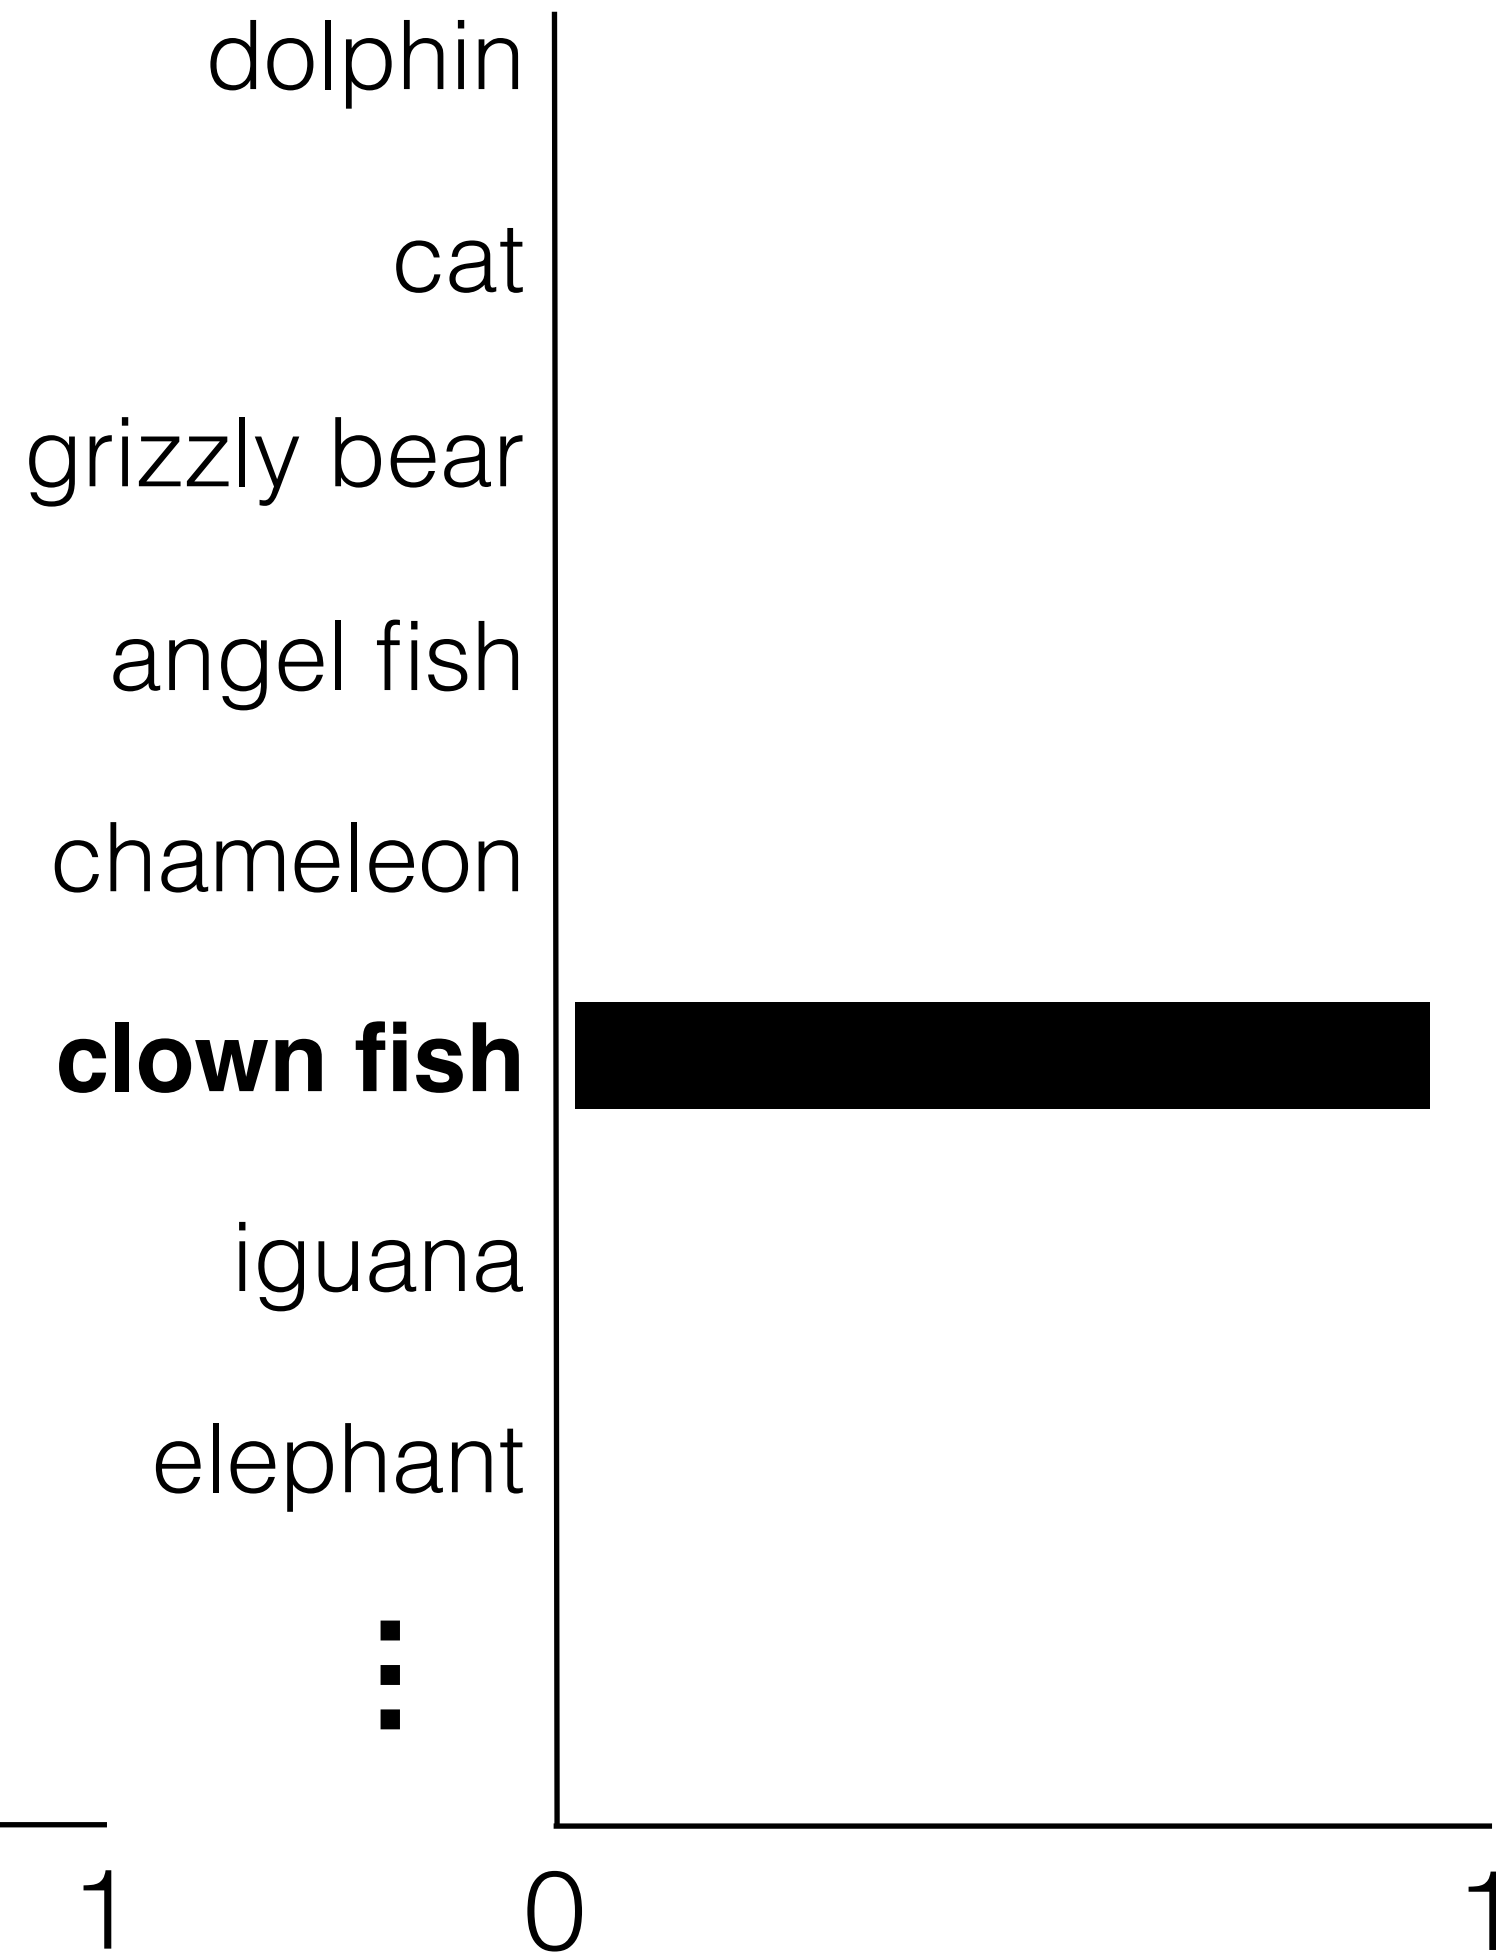 dolphin
cat
grizzly bear
angel fish
chameleon
clown fish
iguana
elephant
⋮
1 0 1